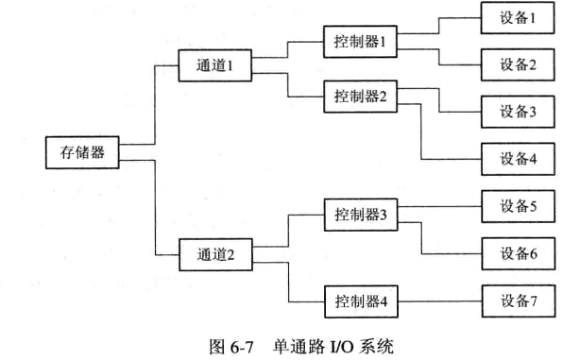 设备1
控制器1
通道1
设备2
控制器2
设备3
存储器
设备4
设备5
控制器3
通道2
设备6
控制器4
设备7
图 6-7 单通路 I/O 系统